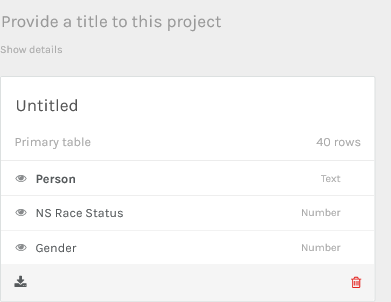 Provide a title to this project
Show details
Untitled
Primary table 40 rows
Person Text
NS Race Status Number
Gender Number